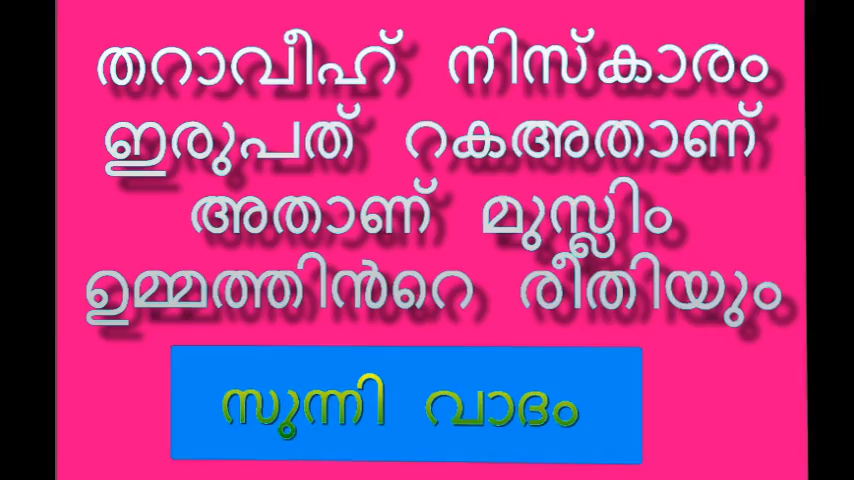 തറാവീഹ് നിസ്കാരം
ഇരുപത് റകഅതാണ്
അതാണ് മുസ്ലിം
ഉമ്മത്തിൻറെ രീതിയും
സുന്നി വാദം